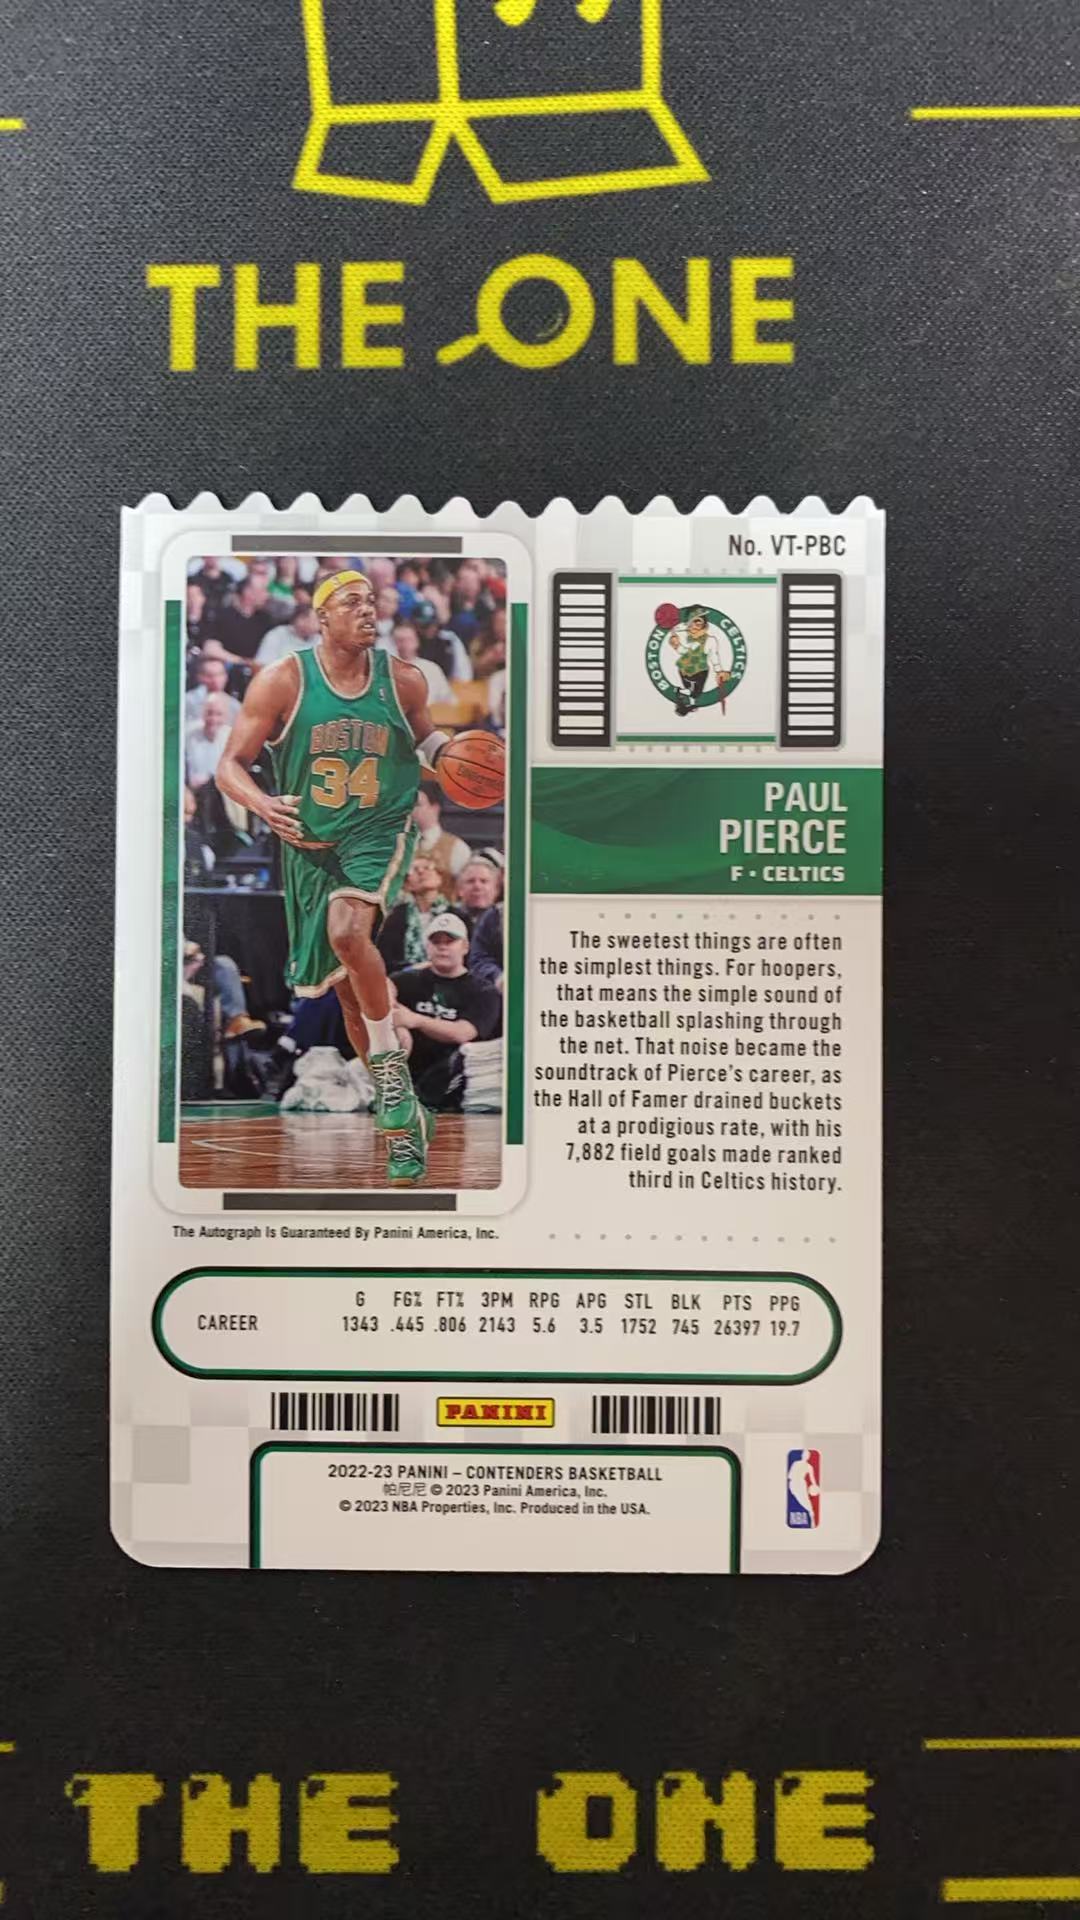 THE ONE
No. VT-PBC
BOSTON CELTICS
BOSTON
34
PAUL
PIERCE
F • CELTICS
The sweetest things are often
the simplest things. For hoopers,
that means the simple sound of
the basketball splashing through
the net. That noise became the
soundtrack of Pierce's career, as
the Hall of Famer drained buckets
at a prodigious rate, with his
7,882 field goals made ranked
third in Celtics history.
The Autograph Is Guaranteed By Panini America, Inc.
G FG% FT% 3PM RPG APG STL BLK PTS PPG
CAREER 1343 .445 .806 2143 5.6 3.5 1752 745 26397 19.7
PANINI
2022-23 PANINI – CONTENDERS BASKETBALL
帕尼尼 © 2023 Panini America, Inc.
© 2023 NBA Properties, Inc. Produced in the USA.
NBA
THE ONE